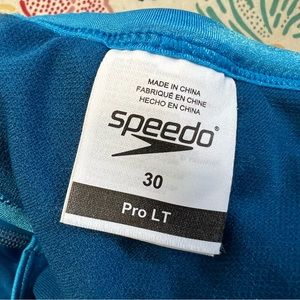 MADE IN CHINA
FABRIQUÉ EN CHINE
HECHO EN CHINA
speedo®
30
Pro LT